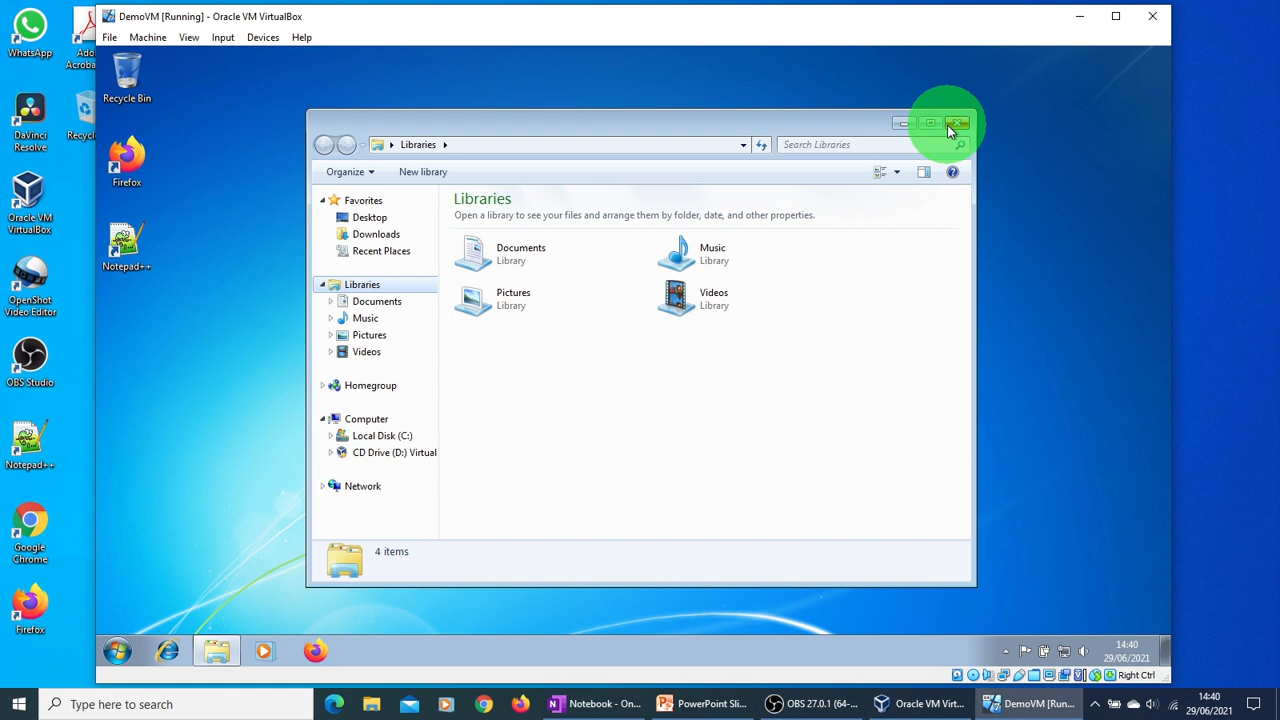 DemoVM [Running] - Oracle VM VirtualBox
File Machine View Input Devices Help
WhatsApp
Ado
Acroba
DaVinci
Resolve
Recycle
Oracle VM
VirtualBox
OpenShot
Video Editor
OBS Studio
Notepad++
Google
Chrome
Firefox
Recycle Bin
Firefox
Notepad++
Libraries
Search Libraries
Organize
New library
Favorites
Desktop
Downloads
Recent Places
Libraries
Documents
Music
Pictures
Videos
Homegroup
Computer
Local Disk (C:)
CD Drive (D:) Virtual
Network
Libraries
Open a library to see your files and arrange them by folder, date, and other properties.
Documents
Library
Music
Library
Pictures
Library
Videos
Library
4 items
14:40
29/06/2021
Right Ctrl
Type here to search
Notebook - On...
PowerPoint Sli...
OBS 27.0.1 (64-...
Oracle VM Virt...
DemoVM [Run...
14:40
29/06/2021